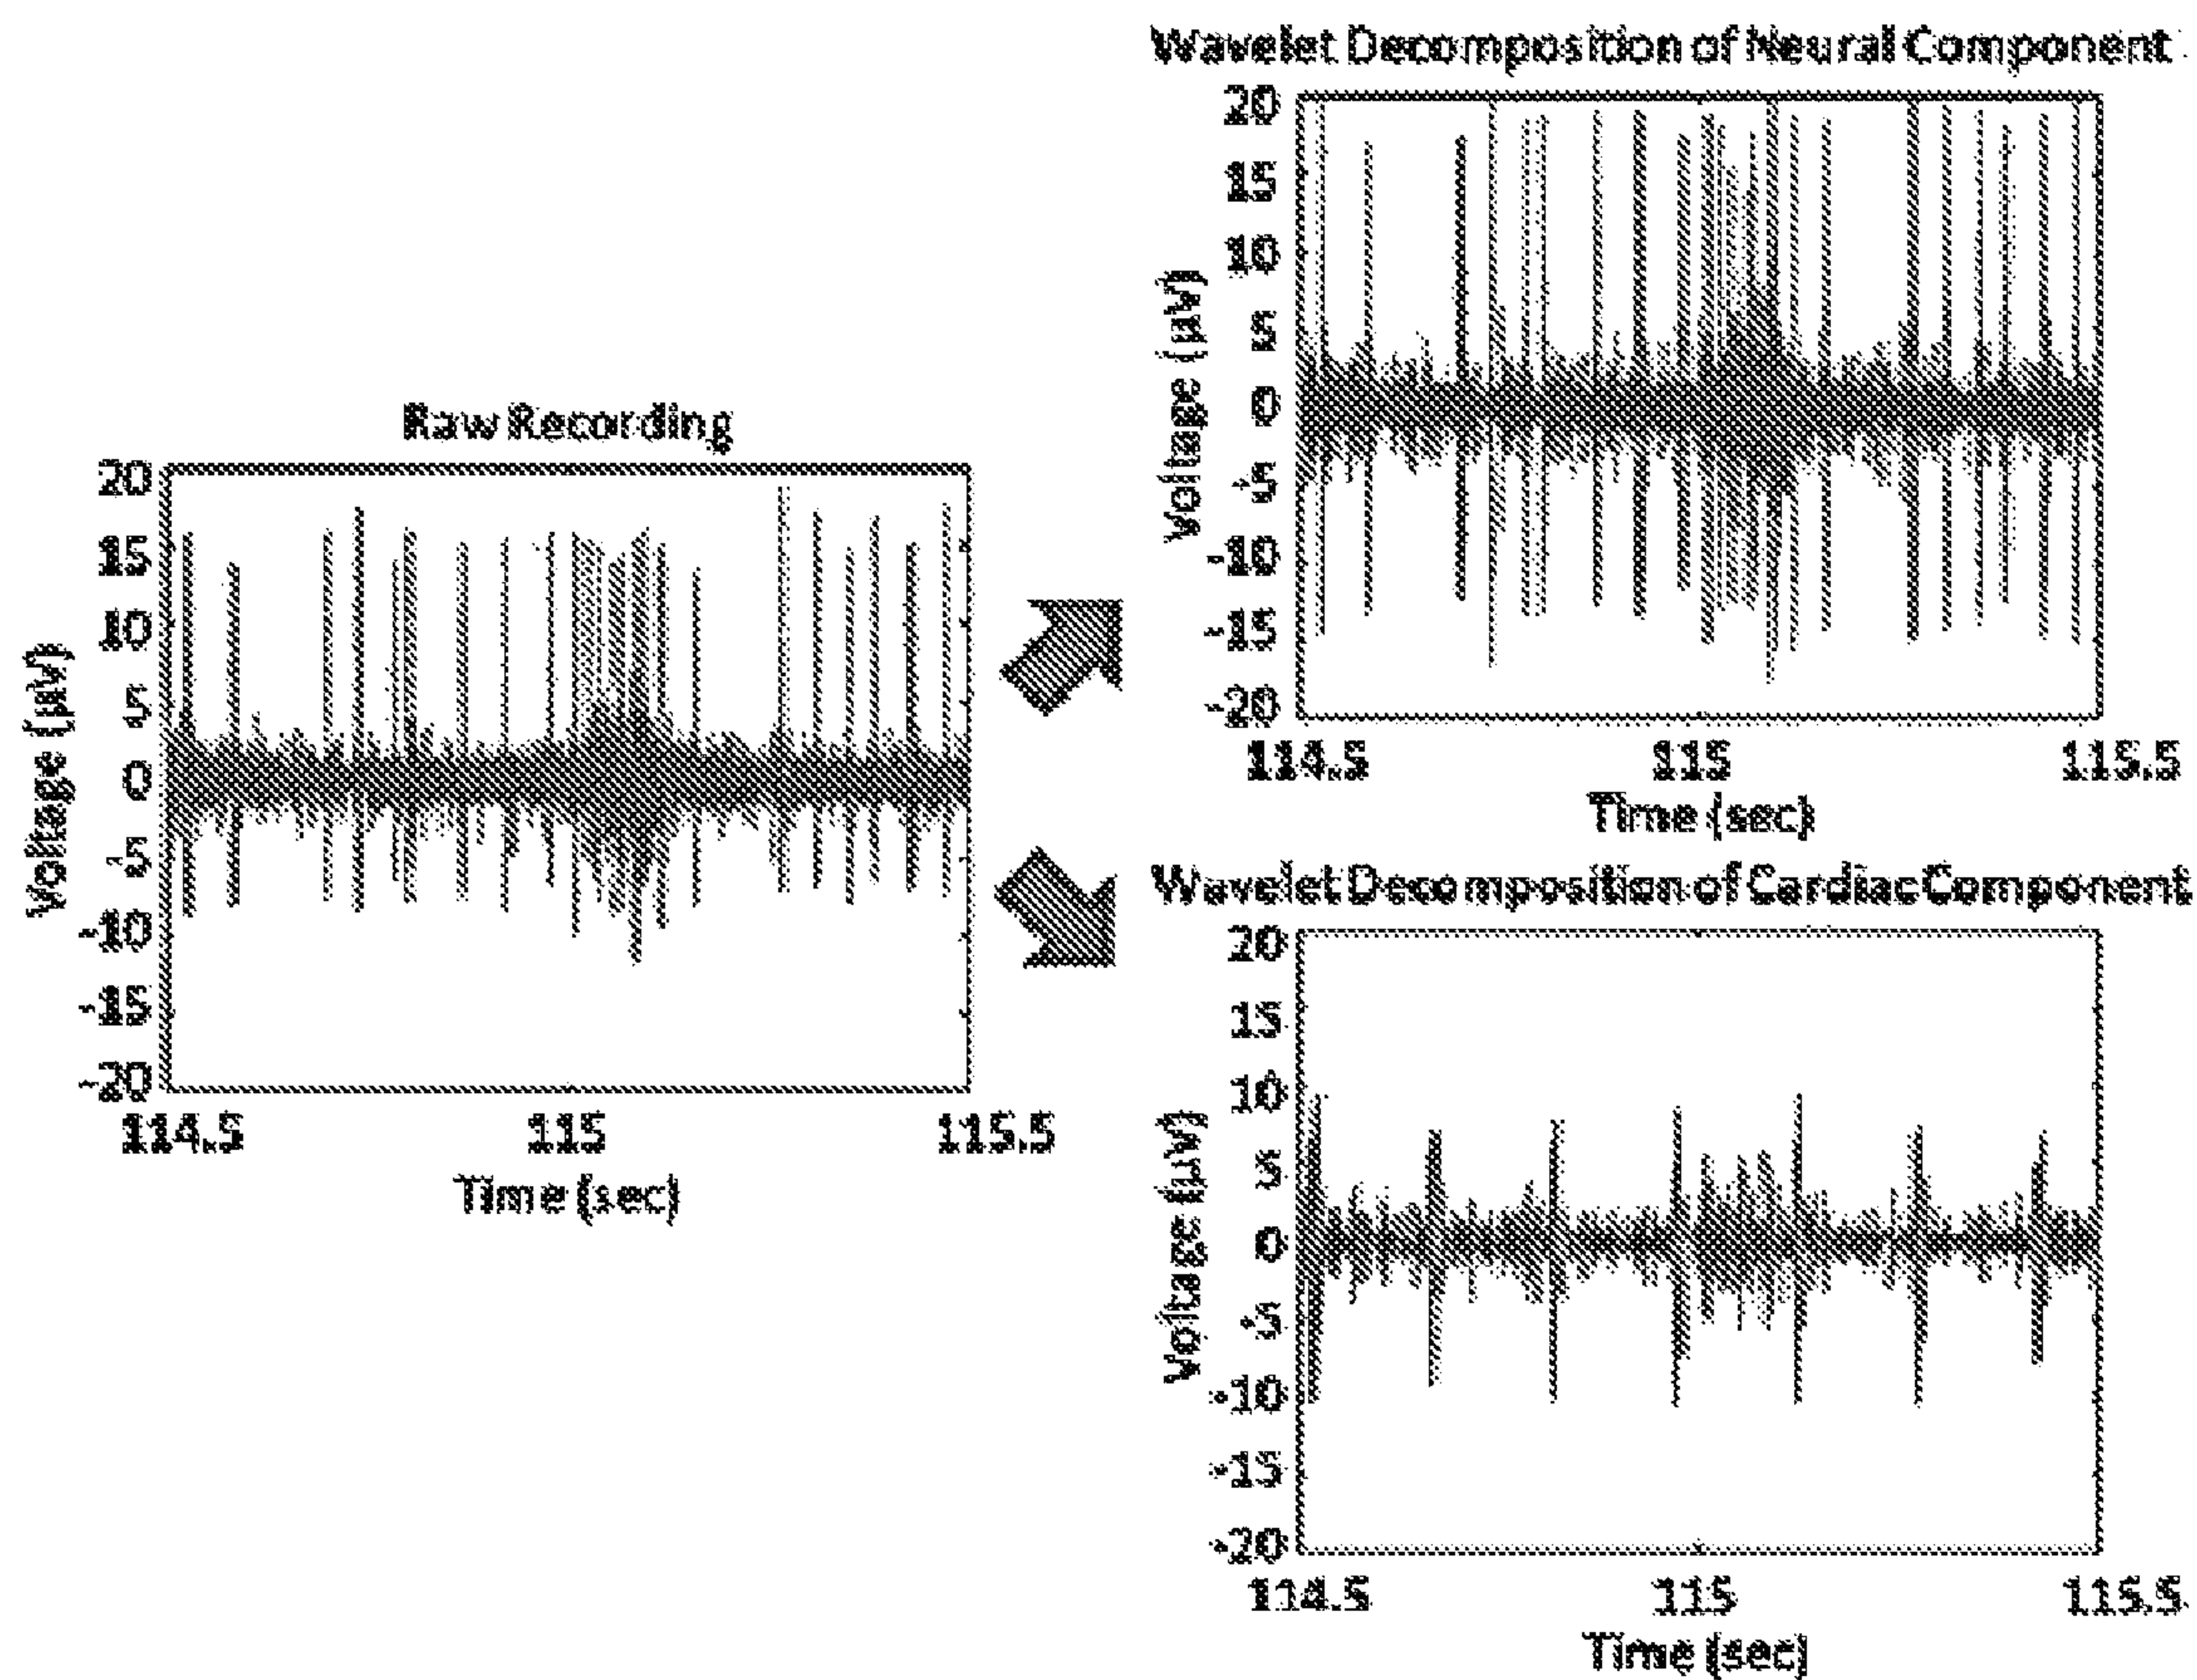 Raw Recording
Voltage (µV)
20
15
10
5
0
-5
-10
-15
-20
114.5 115 115.5
Time (sec)
Wavelet Decomposition of Neural Component
Voltage (µV)
20
15
10
5
0
-5
-10
-15
-20
114.5 115 115.5
Time (sec)
Wavelet Decomposition of Cardiac Component
Voltage (µV)
20
15
10
5
0
-5
-10
-15
-20
114.5 115 115.5
Time (sec)